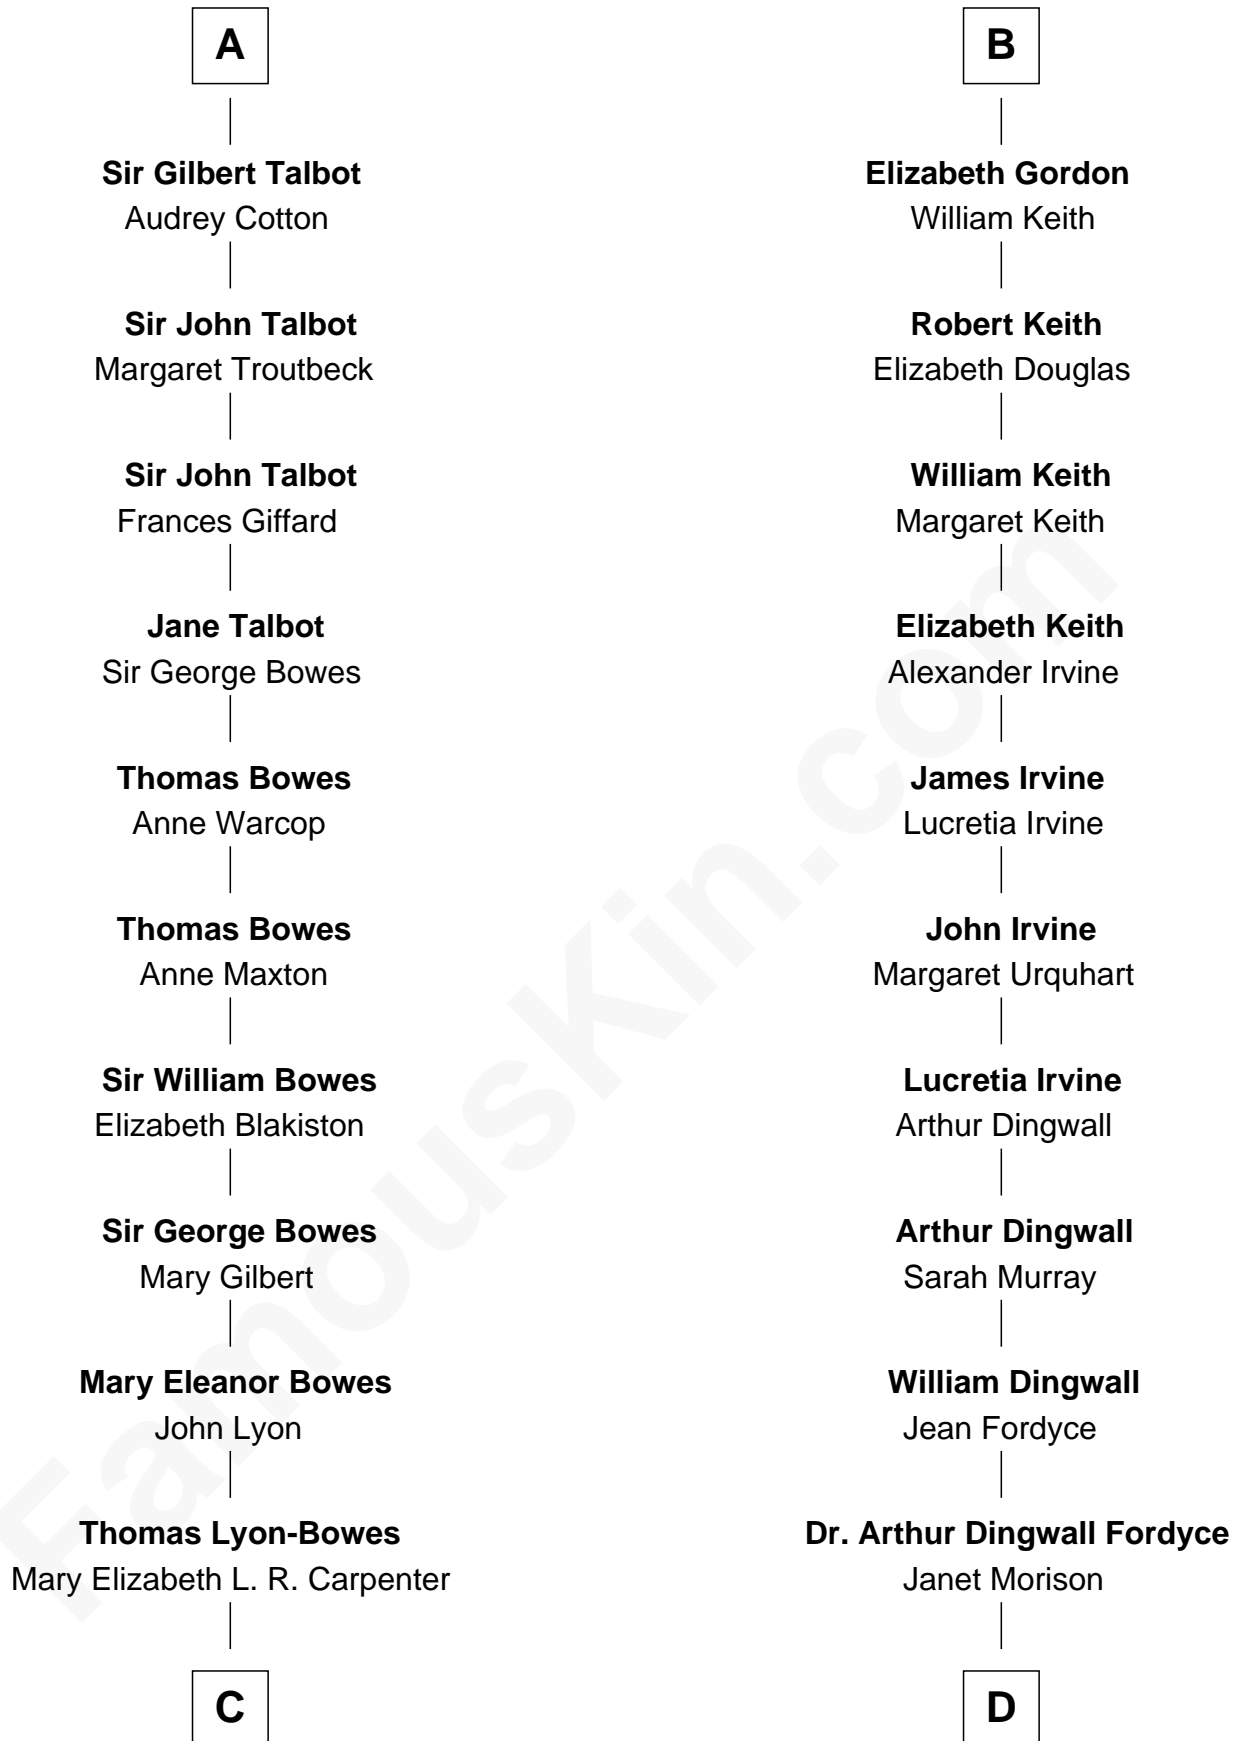 A
Sir Gilbert Talbot
Audrey Cotton
Sir John Talbot
Margaret Troutbeck
Sir John Talbot
Frances Giffard
Jane Talbot
Sir George Bowes
Thomas Bowes
Anne Warcop
Thomas Bowes
Anne Maxton
Sir William Bowes
Elizabeth Blakiston
Sir George Bowes
Mary Gilbert
Mary Eleanor Bowes
John Lyon
Thomas Lyon-Bowes
Mary Elizabeth L. R. Carpenter
C
B
Elizabeth Gordon
William Keith
Robert Keith
Elizabeth Douglas
William Keith
Margaret Keith
Elizabeth Keith
Alexander Irvine
James Irvine
Lucretia Irvine
John Irvine
Margaret Urquhart
Lucretia Irvine
Arthur Dingwall
Arthur Dingwall
Sarah Murray
William Dingwall
Jean Fordyce
Dr. Arthur Dingwall Fordyce
Janet Morison
D
FamousKin.com